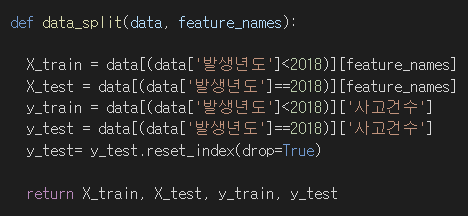 def data_split(data, feature_names):
X_train = data[(data['발생년도']<2018)][feature_names]
X_test = data[(data['발생년도']==2018)][feature_names]
y_train = data[(data['발생년도']<2018)]['사고건수']
y_test = data[(data['발생년도']==2018)]['사고건수']
y_test= y_test.reset_index(drop=True)
return X_train, X_test, y_train, y_test